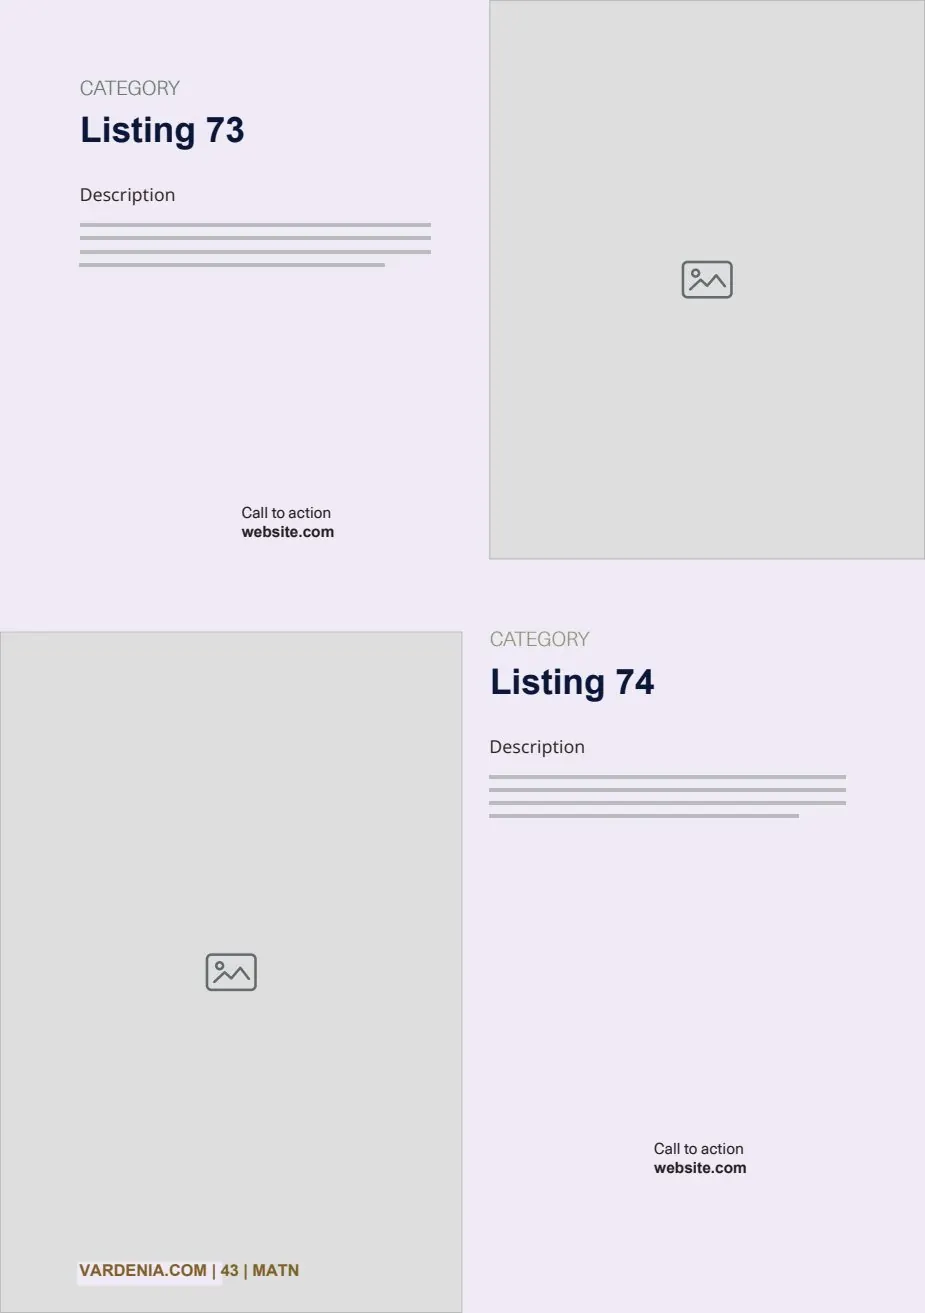 CATEGORY
Listing 73
Description
Call to action
website.com
CATEGORY
Listing 74
Description
Call to action
website.com
VARDENIA.COM | 43 | MATN